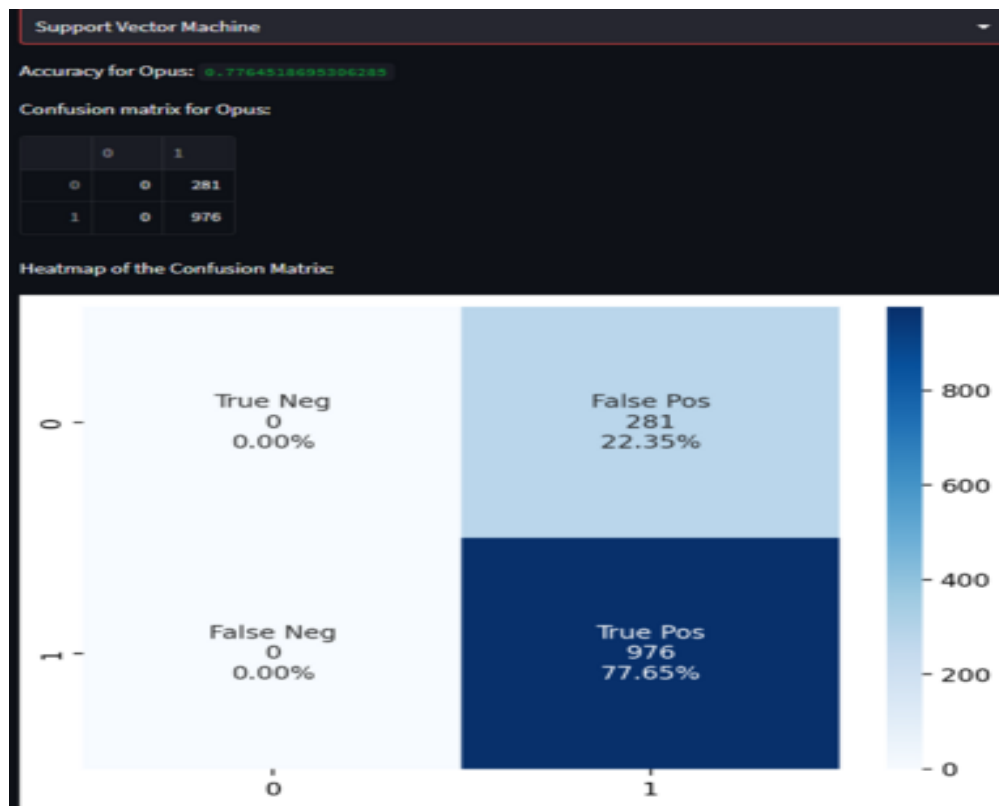 Support Vector Machine
Accuracy for Opus: 0.7764518695306285
Confusion matrix for Opus:
0 1
0 0 281
1 0 976
Heatmap of the Confusion Matrix:
True Neg
0
0.00%
False Pos
281
22.35%
False Neg
0
0.00%
True Pos
976
77.65%
0
1
0
1
800
600
400
200
0